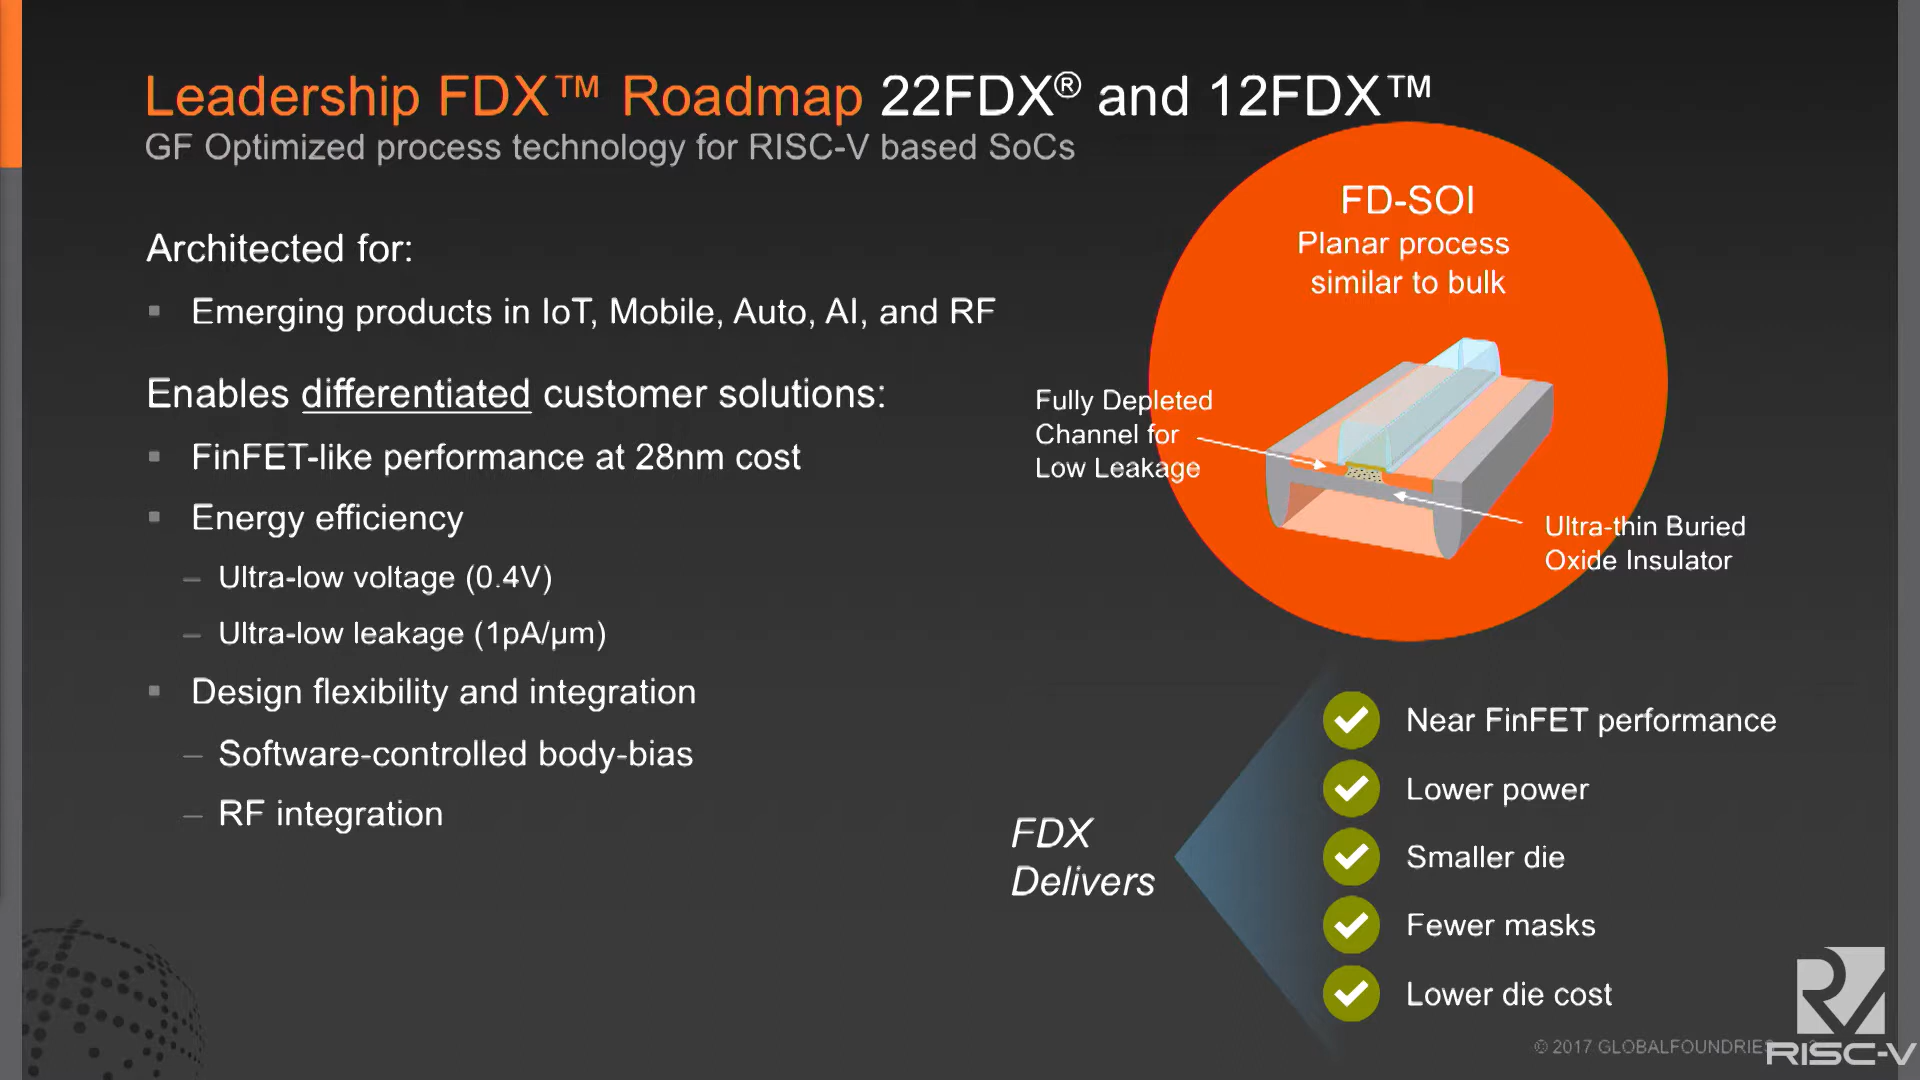 Leadership FDX™ Roadmap 22FDX® and 12FDX™
GF Optimized process technology for RISC-V based SoCs
Architected for:
Emerging products in IoT, Mobile, Auto, AI, and RF
Enables differentiated customer solutions:
FinFET-like performance at 28nm cost
Energy efficiency
– Ultra-low voltage (0.4V)
– Ultra-low leakage (1pA/µm)
Design flexibility and integration
– Software-controlled body-bias
– RF integration
FD-SOI
Planar process
similar to bulk
Fully Depleted
Channel for
Low Leakage
Ultra-thin Buried
Oxide Insulator
FDX
Delivers
Near FinFET performance
Lower power
Smaller die
Fewer masks
Lower die cost
© 2017 GLOBALFOUNDRIES
RISC-V